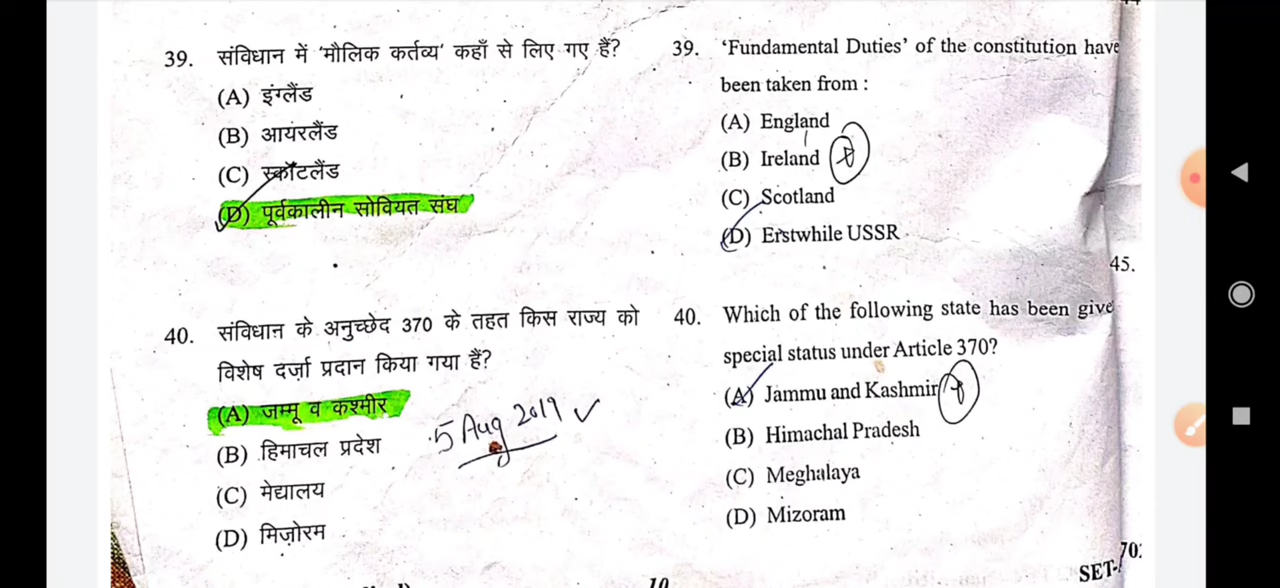 39. संविधान में 'मौलिक कर्तव्य' कहाँ से लिए गए हैं?
(A) इंग्लैंड
(B) आयरलैंड
(C) स्कॉटलैंड
(D) पूर्वकालीन सोवियत संघ
40. संविधान के अनुच्छेद 370 के तहत किस राज्य को
विशेष दर्ज़ा प्रदान किया गया हैं?
(A) जम्मू व कश्मीर
(B) हिमाचल प्रदेश
(C) मेघालय
(D) मिज़ोरम
5 Aug 2019
39. 'Fundamental Duties' of the constitution have
been taken from :
(A) England
(B) Ireland
(C) Scotland
(D) Erstwhile USSR
40. Which of the following state has been give
special status under Article 370?
(A) Jammu and Kashmir
(B) Himachal Pradesh
(C) Meghalaya
(D) Mizoram
45.
10
SET-